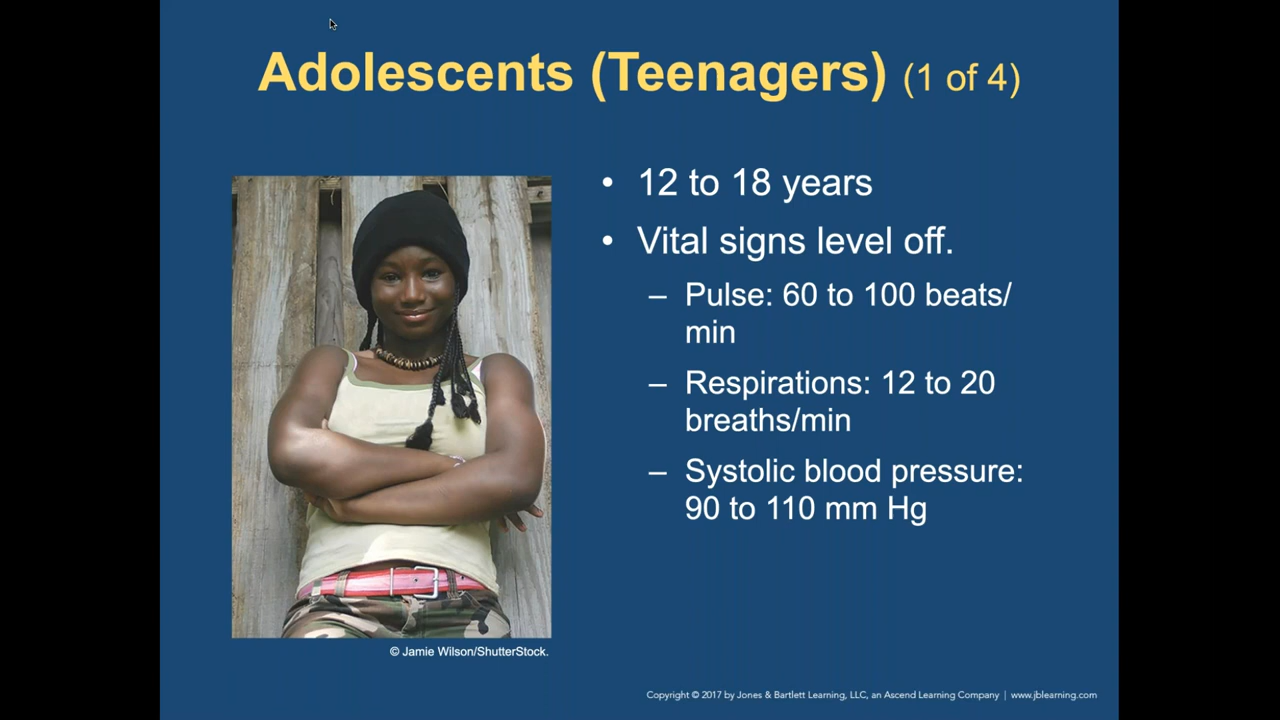 Adolescents (Teenagers) (1 of 4)
• 12 to 18 years
• Vital signs level off.
– Pulse: 60 to 100 beats/
min
– Respirations: 12 to 20
breaths/min
– Systolic blood pressure:
90 to 110 mm Hg
© Jamie Wilson/ShutterStock.
Copyright © 2017 by Jones & Bartlett Learning, LLC, an Ascend Learning Company | www.jblearning.com